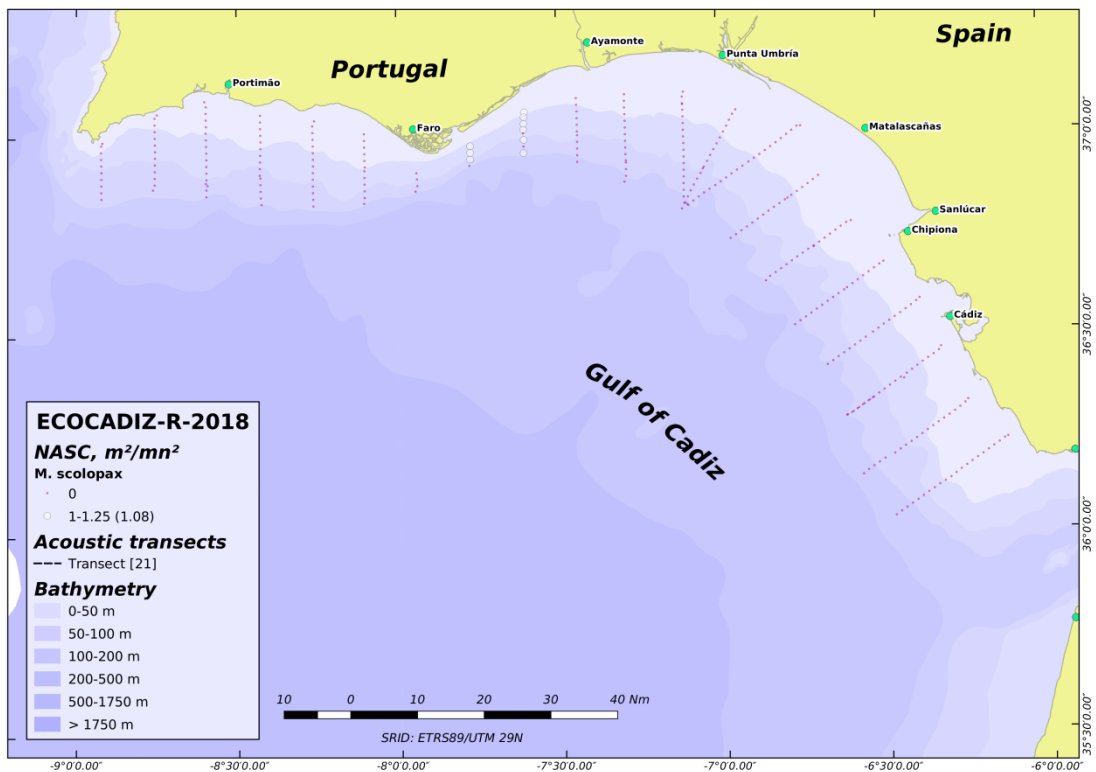 Spain
Portugal
Ayamonte
Punta Umbría
Portimão
Faro
Matalascañas
Sanlúcar
Chipiona
Cádiz
Gulf of Cadiz
37°0'0.00"
36°30'0.00"
36°0'0.00"
35°30'0.00"
ECOCADIZ-R-2018
NASC, m²/mn²
M. scolopax
0
1-1.25 (1.08)
Acoustic transects
Transect [21]
Bathymetry
0-50 m
50-100 m
100-200 m
200-500 m
500-1750 m
> 1750 m
10 0 10 20 30 40 Nm
SRID: ETRS89/UTM 29N
-9°0'0.00" -8°30'0.00" -8°0'0.00" -7°30'0.00" -7°0'0.00" -6°30'0.00" -6°0'0.00"